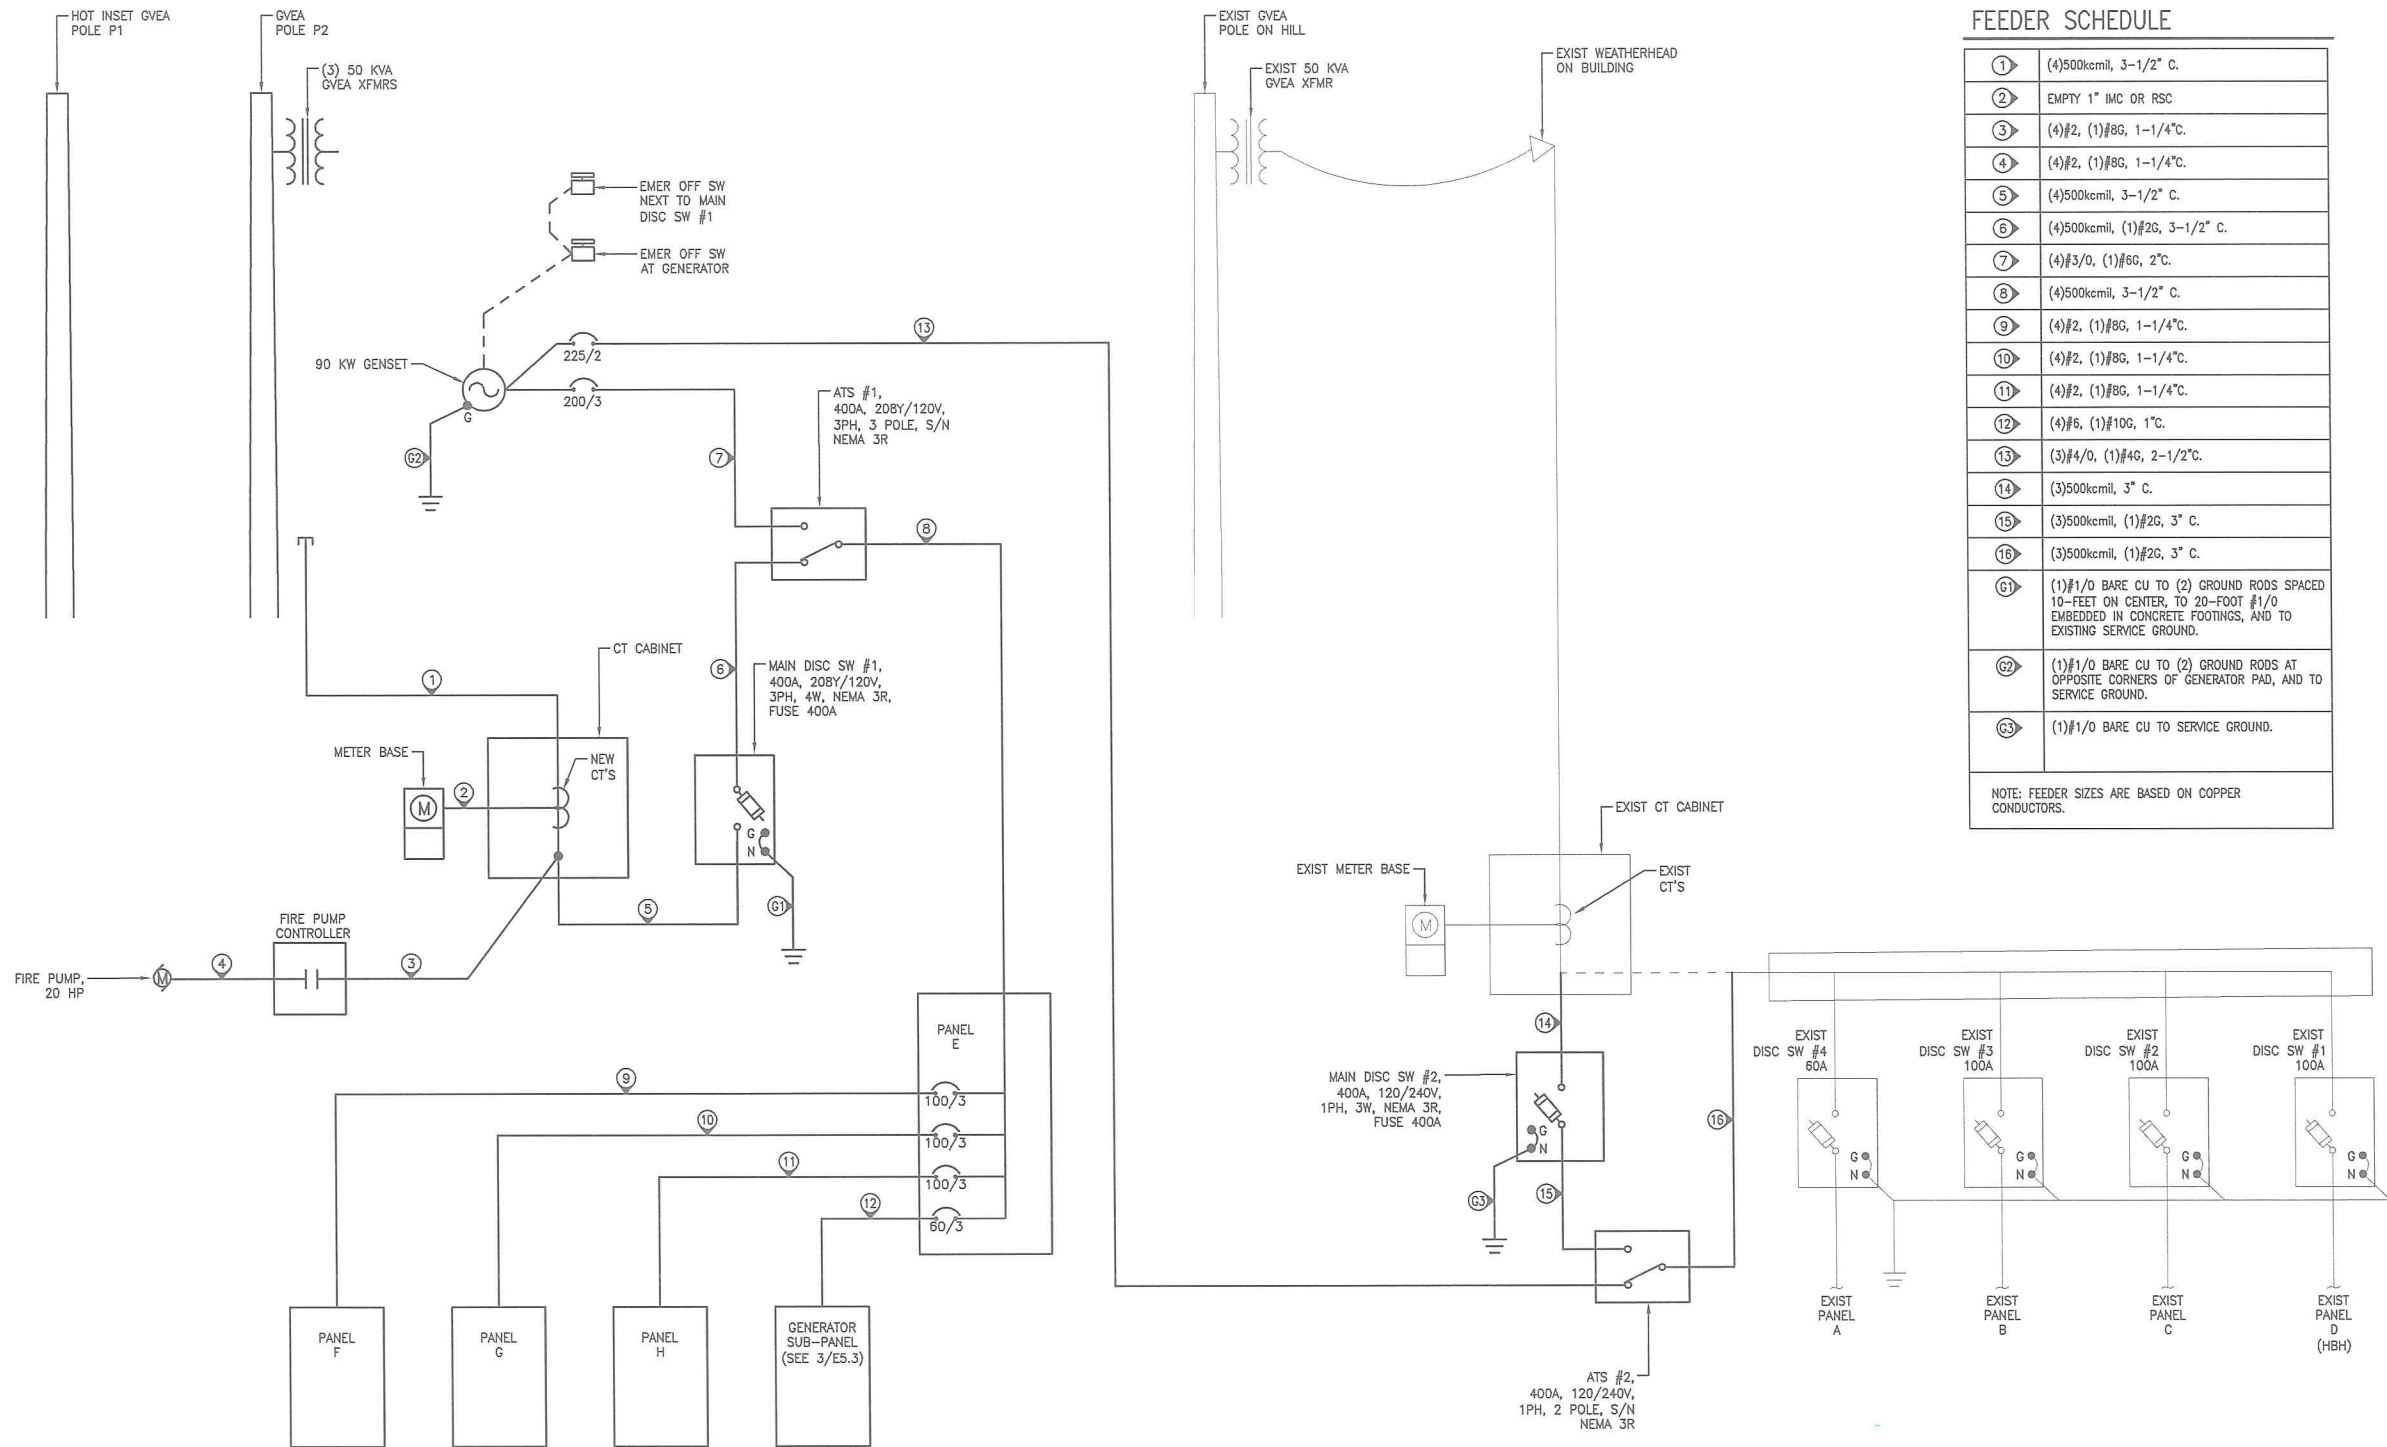 HOT INSET GVEA
POLE P1
GVEA
POLE P2
(3) 50 KVA
GVEA XFMRS
EMER OFF SW
NEXT TO MAIN
DISC SW #1
EMER OFF SW
AT GENERATOR
90 KW GENSET
G
G2
225/2
200/3
13
7
ATS #1,
400A, 208Y/120V,
3PH, 3 POLE, S/N
NEMA 3R
8
6
MAIN DISC SW #1,
400A, 208Y/120V,
3PH, 4W, NEMA 3R,
FUSE 400A
G
N
G1
CT CABINET
1
NEW
CT'S
METER BASE
M
2
5
FIRE PUMP
CONTROLLER
FIRE PUMP,
20 HP
M
4
3
PANEL
E
9
100/3
10
100/3
11
100/3
12
60/3
PANEL
F
PANEL
G
PANEL
H
GENERATOR
SUB-PANEL
(SEE 3/E5.3)
EXIST GVEA
POLE ON HILL
EXIST 50 KVA
GVEA XFMR
EXIST WEATHERHEAD
ON BUILDING
EXIST CT CABINET
EXIST METER BASE
M
EXIST
CT'S
14
MAIN DISC SW #2,
400A, 120/240V,
1PH, 3W, NEMA 3R,
FUSE 400A
G
N
G3
15
16
ATS #2,
400A, 120/240V,
1PH, 2 POLE, S/N
NEMA 3R
EXIST
DISC SW #4
60A
G
N
EXIST
PANEL
A
EXIST
DISC SW #3
100A
G
N
EXIST
PANEL
B
EXIST
DISC SW #2
100A
G
N
EXIST
PANEL
C
EXIST
DISC SW #1
100A
G
N
EXIST
PANEL
D
(HBH)
FEEDER SCHEDULE
1 (4)500kcmil, 3-1/2" C.
2 EMPTY 1" IMC OR RSC
3 (4)#2, (1)#8G, 1-1/4"C.
4 (4)#2, (1)#8G, 1-1/4"C.
5 (4)500kcmil, 3-1/2" C.
6 (4)500kcmil, (1)#2G, 3-1/2" C.
7 (4)#3/0, (1)#6G, 2"C.
8 (4)500kcmil, 3-1/2" C.
9 (4)#2, (1)#8G, 1-1/4"C.
10 (4)#2, (1)#8G, 1-1/4"C.
11 (4)#2, (1)#8G, 1-1/4"C.
12 (4)#6, (1)#10G, 1"C.
13 (3)#4/0, (1)#4G, 2-1/2"C.
14 (3)500kcmil, 3" C.
15 (3)500kcmil, (1)#2G, 3" C.
16 (3)500kcmil, (1)#2G, 3" C.
G1 (1)#1/0 BARE CU TO (2) GROUND RODS SPACED
10-FEET ON CENTER, TO 20-FOOT #1/0
EMBEDDED IN CONCRETE FOOTINGS, AND TO
EXISTING SERVICE GROUND.
G2 (1)#1/0 BARE CU TO (2) GROUND RODS AT
OPPOSITE CORNERS OF GENERATOR PAD, AND TO
SERVICE GROUND.
G3 (1)#1/0 BARE CU TO SERVICE GROUND.
NOTE: FEEDER SIZES ARE BASED ON COPPER
CONDUCTORS.